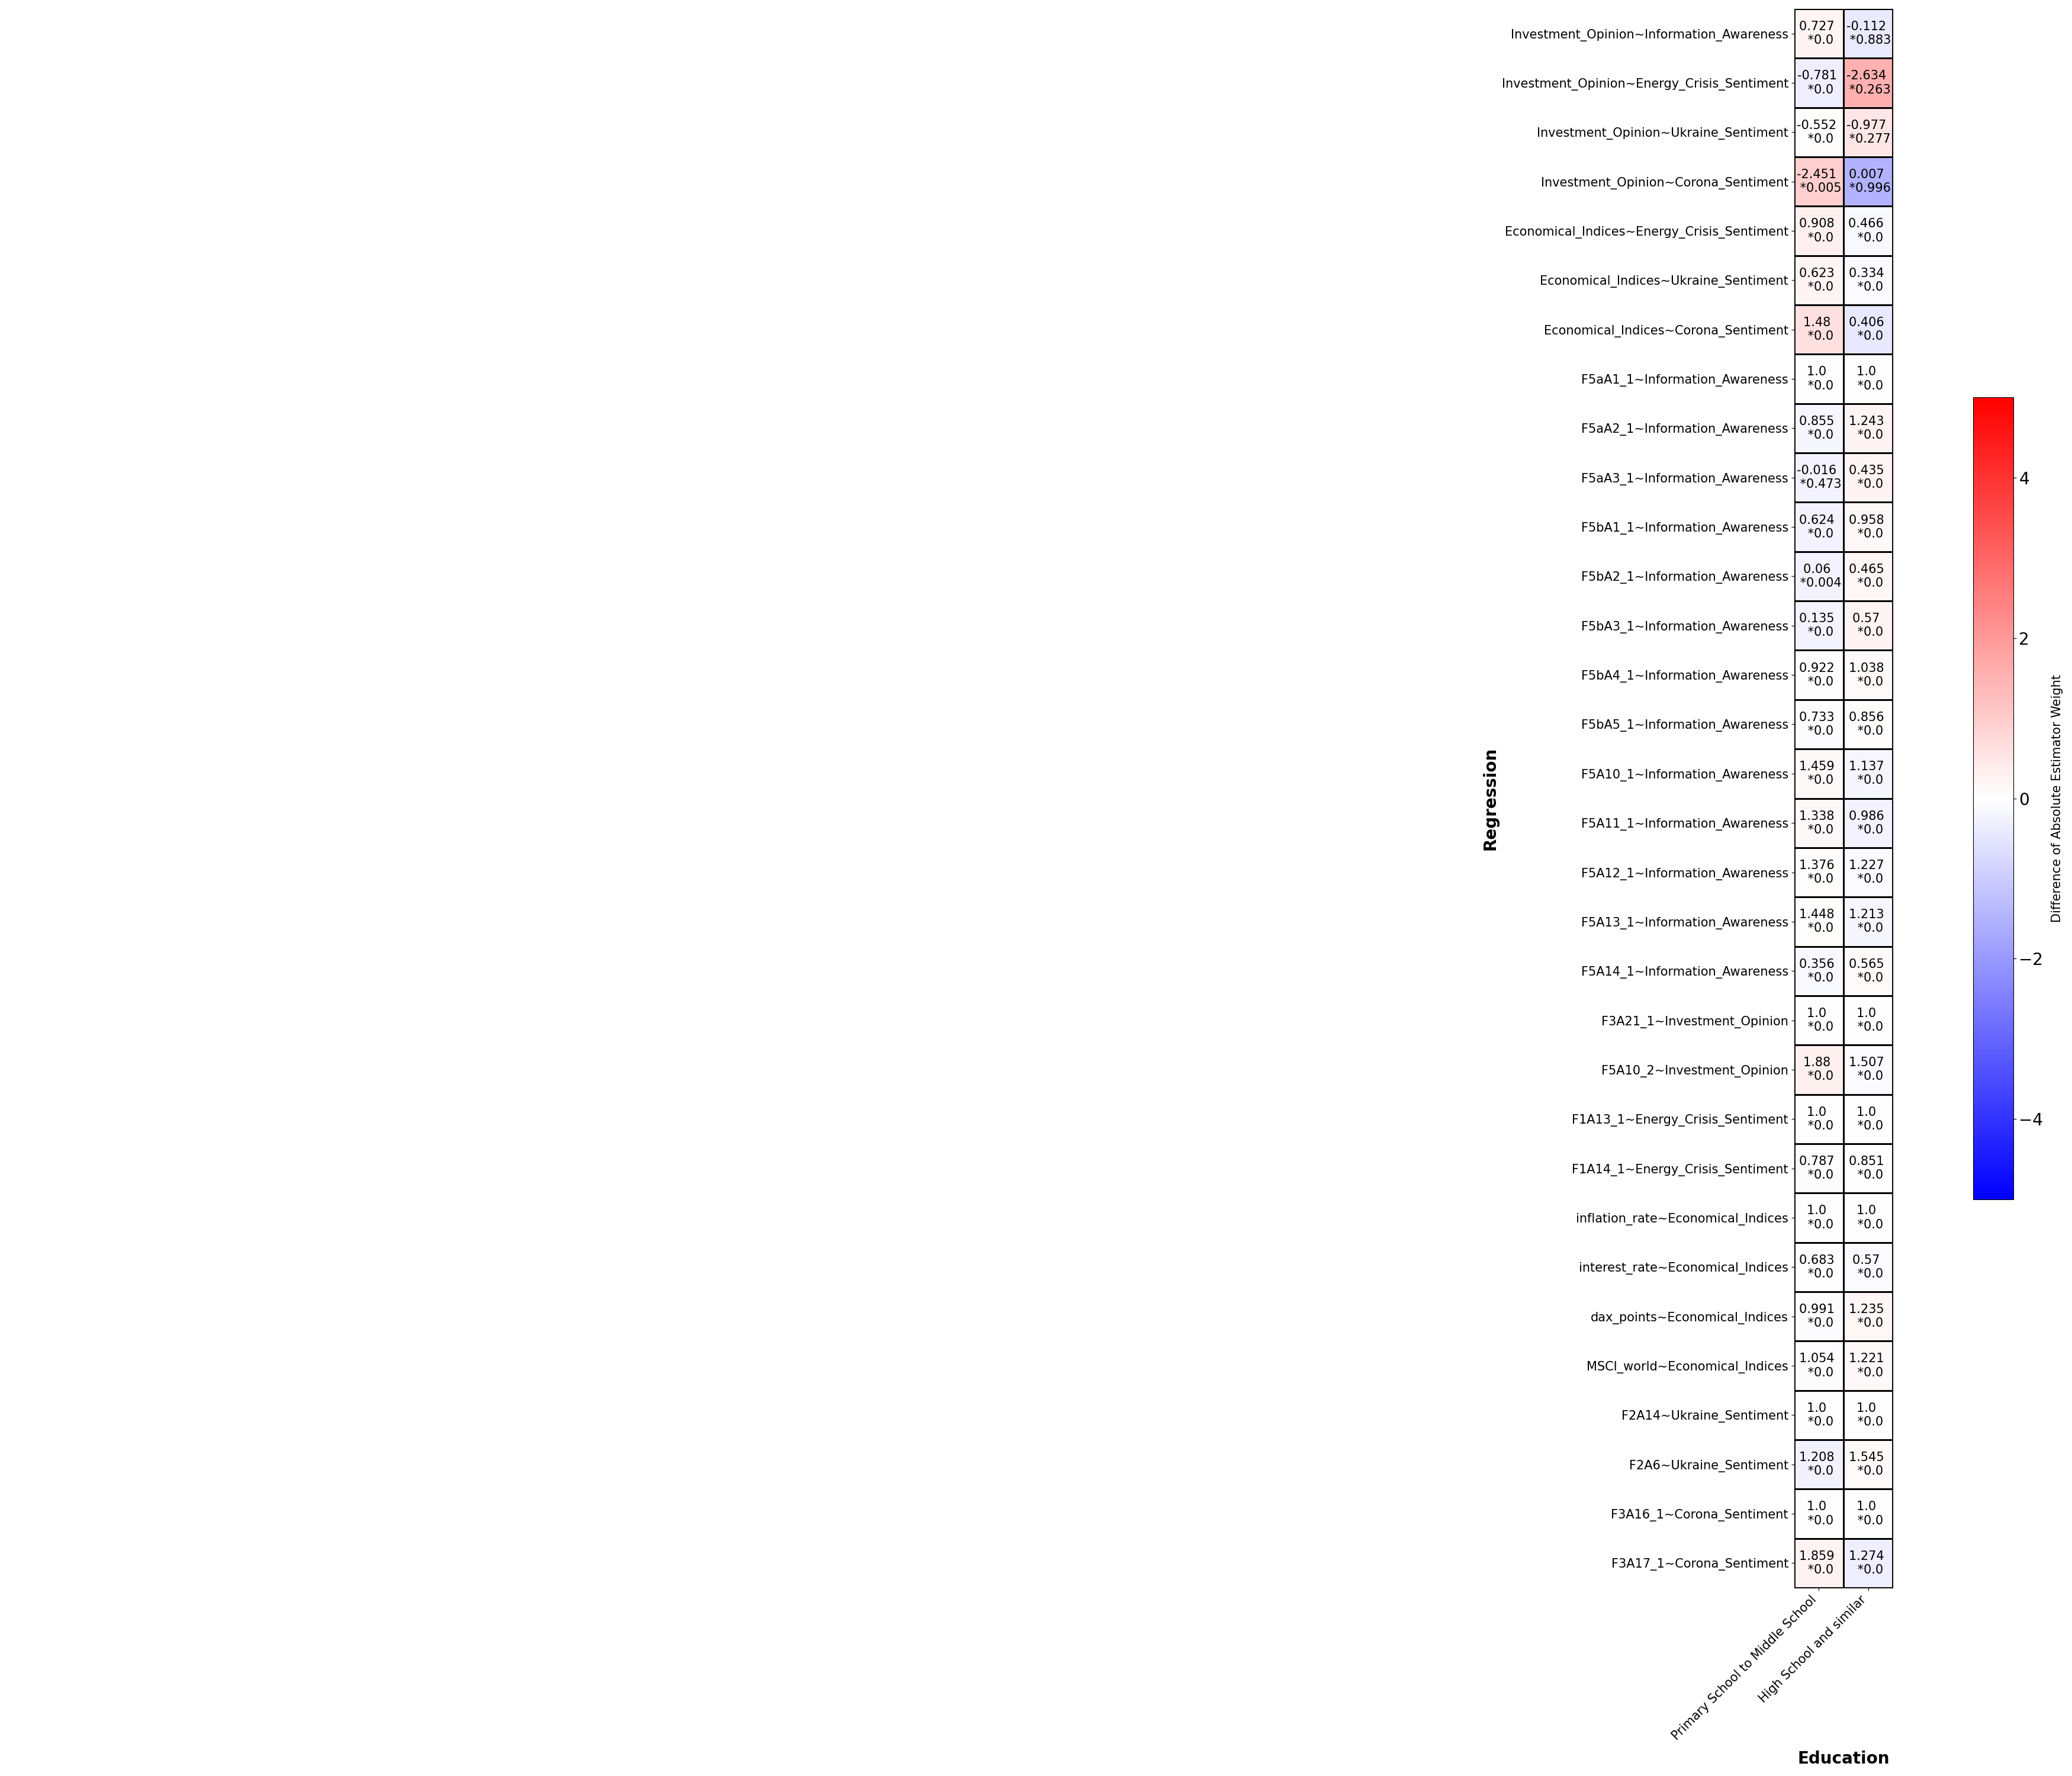 Investment_Opinion~Information_Awareness 0.727 -0.112
*0.0 *0.883
Investment_Opinion~Energy_Crisis_Sentiment -0.781 -2.634
*0.0 *0.263
Investment_Opinion~Ukraine_Sentiment -0.552 -0.977
*0.0 *0.277
Investment_Opinion~Corona_Sentiment -2.451 0.007
*0.005 *0.996
Economical_Indices~Energy_Crisis_Sentiment 0.908 0.466
*0.0 *0.0
Economical_Indices~Ukraine_Sentiment 0.623 0.334
*0.0 *0.0
Economical_Indices~Corona_Sentiment 1.48 0.406
*0.0 *0.0
F5aA1_1~Information_Awareness 1.0 1.0
*0.0 *0.0
F5aA2_1~Information_Awareness 0.855 1.243
*0.0 *0.0
F5aA3_1~Information_Awareness -0.016 0.435
*0.473 *0.0
F5bA1_1~Information_Awareness 0.624 0.958
*0.0 *0.0
F5bA2_1~Information_Awareness 0.06 0.465
*0.004 *0.0
F5bA3_1~Information_Awareness 0.135 0.57
*0.0 *0.0
F5bA4_1~Information_Awareness 0.922 1.038
*0.0 *0.0
F5bA5_1~Information_Awareness 0.733 0.856
*0.0 *0.0
F5A10_1~Information_Awareness 1.459 1.137
*0.0 *0.0
F5A11_1~Information_Awareness 1.338 0.986
*0.0 *0.0
F5A12_1~Information_Awareness 1.376 1.227
*0.0 *0.0
F5A13_1~Information_Awareness 1.448 1.213
*0.0 *0.0
F5A14_1~Information_Awareness 0.356 0.565
*0.0 *0.0
F3A21_1~Investment_Opinion 1.0 1.0
*0.0 *0.0
F5A10_2~Investment_Opinion 1.88 1.507
*0.0 *0.0
F1A13_1~Energy_Crisis_Sentiment 1.0 1.0
*0.0 *0.0
F1A14_1~Energy_Crisis_Sentiment 0.787 0.851
*0.0 *0.0
inflation_rate~Economical_Indices 1.0 1.0
*0.0 *0.0
interest_rate~Economical_Indices 0.683 0.57
*0.0 *0.0
dax_points~Economical_Indices 0.991 1.235
*0.0 *0.0
MSCI_world~Economical_Indices 1.054 1.221
*0.0 *0.0
F2A14~Ukraine_Sentiment 1.0 1.0
*0.0 *0.0
F2A6~Ukraine_Sentiment 1.208 1.545
*0.0 *0.0
F3A16_1~Corona_Sentiment 1.0 1.0
*0.0 *0.0
F3A17_1~Corona_Sentiment 1.859 1.274
*0.0 *0.0
Regression
Primary School to Middle School
High School and similar
Education
4
2
0
−2
−4
Difference of Absolute Estimator Weight